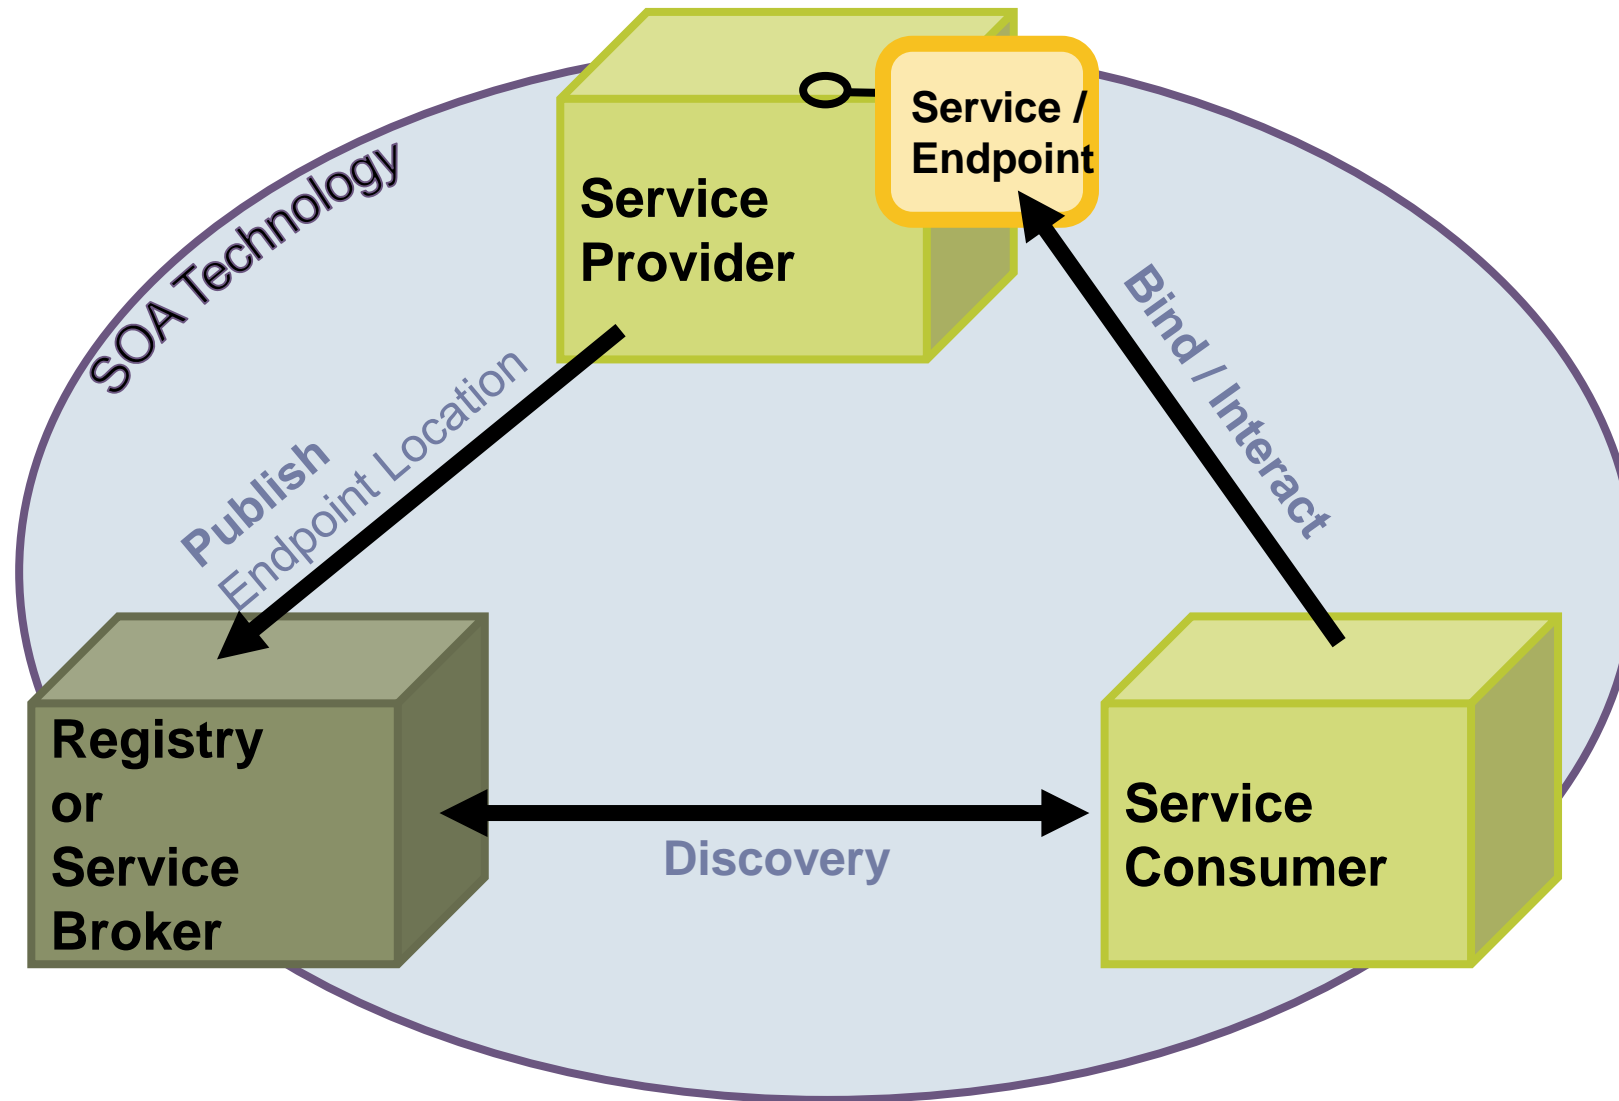 Service /
Endpoint
Service
Provider
SOA Technology
Bind / Interact
Publish
Endpoint Location
Registry
or
Service
Broker
Discovery
Service
Consumer